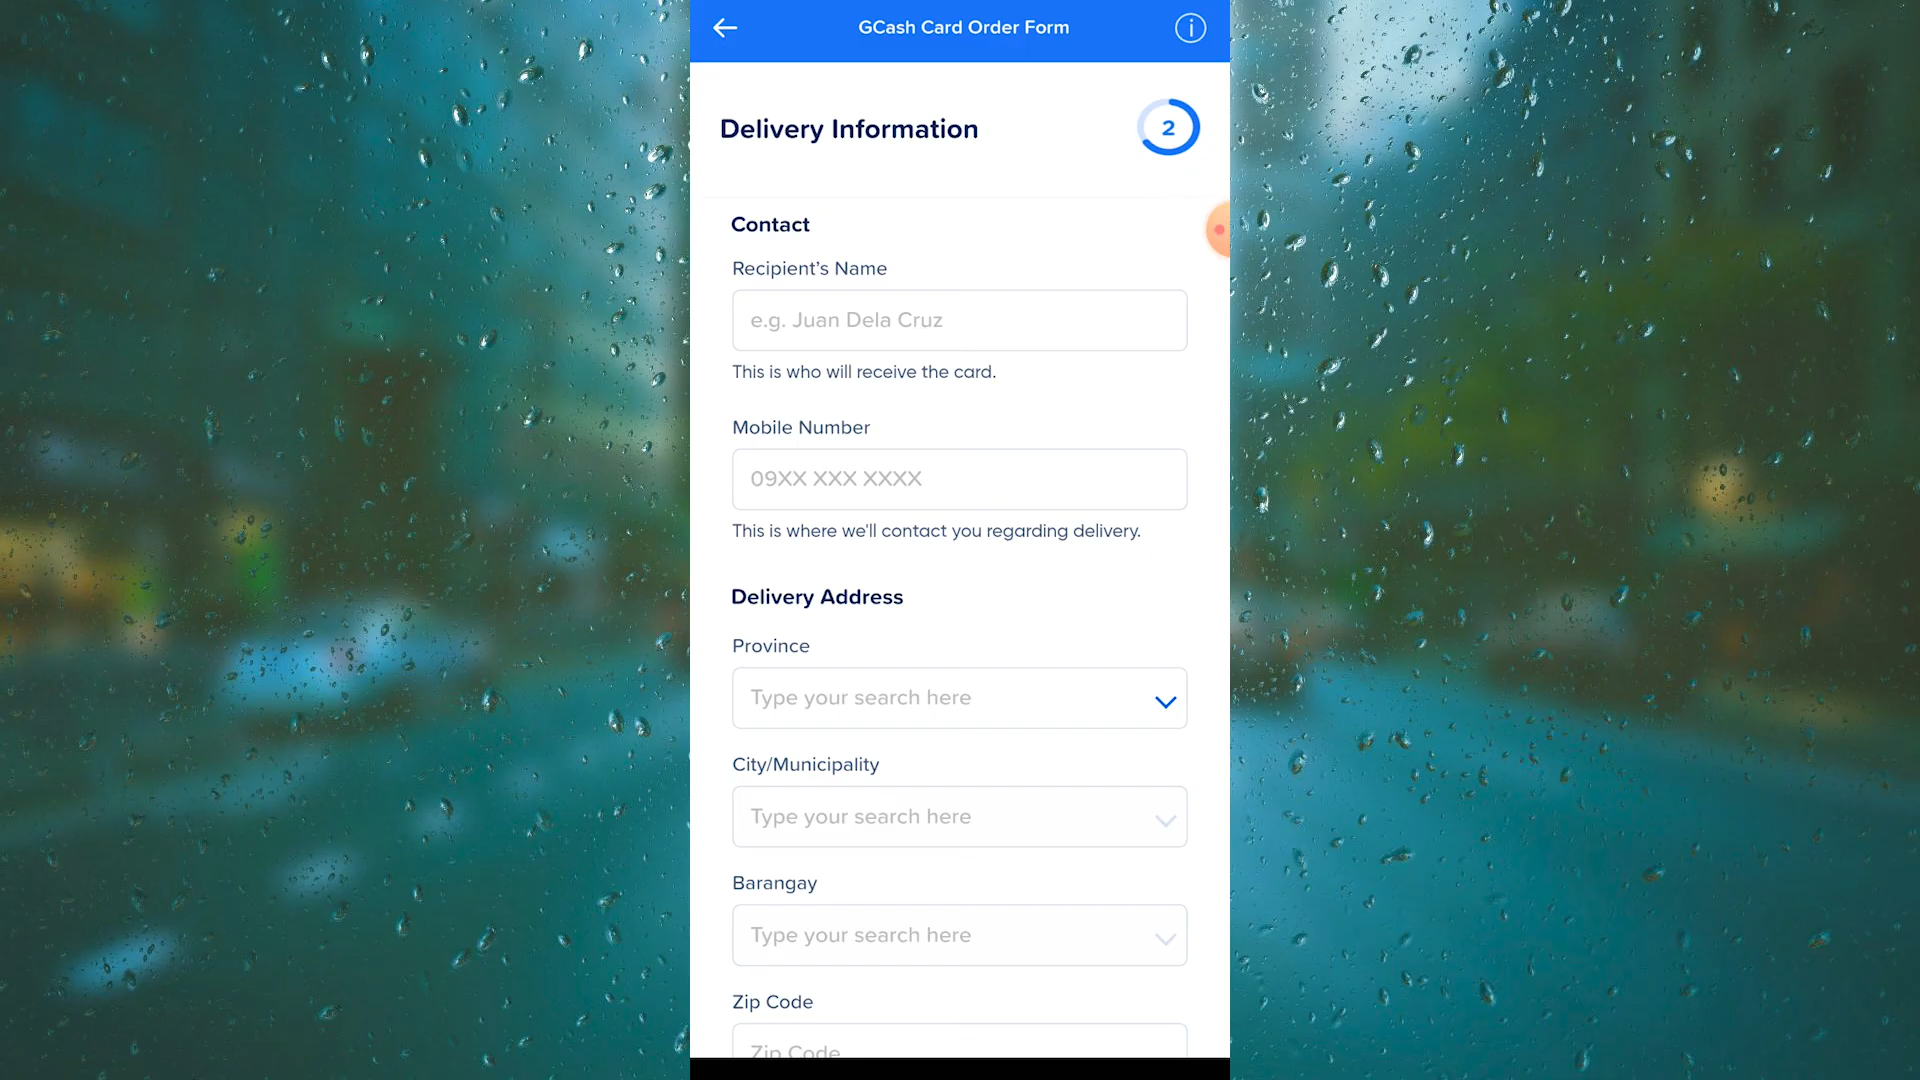 GCash Card Order Form
Delivery Information
2
Contact
Recipient’s Name
e.g. Juan Dela Cruz
This is who will receive the card.
Mobile Number
09XX XXX XXXX
This is where we'll contact you regarding delivery.
Delivery Address
Province
Type your search here
City/Municipality
Type your search here
Barangay
Type your search here
Zip Code
Zip Code